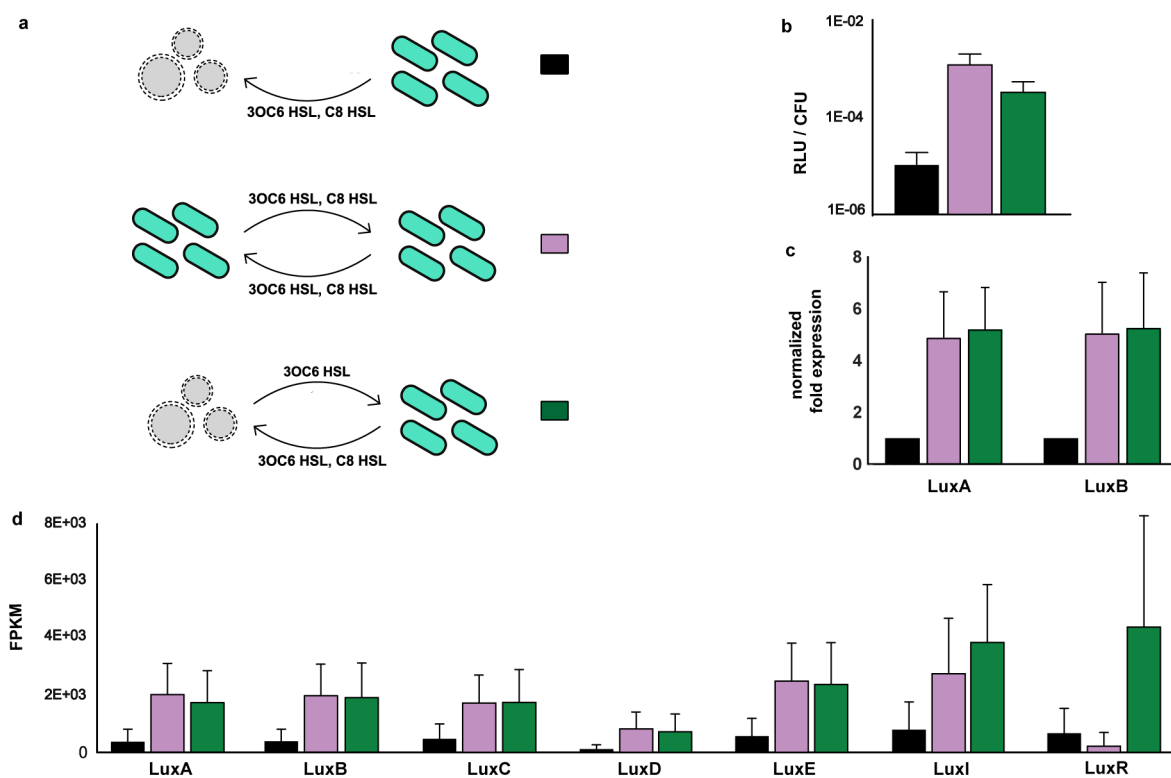 a
3OC6 HSL, C8 HSL
3OC6 HSL, C8 HSL
3OC6 HSL, C8 HSL
3OC6 HSL
3OC6 HSL, C8 HSL
b
1E-02
1E-04
1E-06
RLU / CFU
c
8
6
4
2
0
normalized
fold expression
LuxA LuxB
d
8E+03
6E+03
4E+03
2E+03
0
FPKM
LuxA LuxB LuxC LuxD LuxE LuxI LuxR